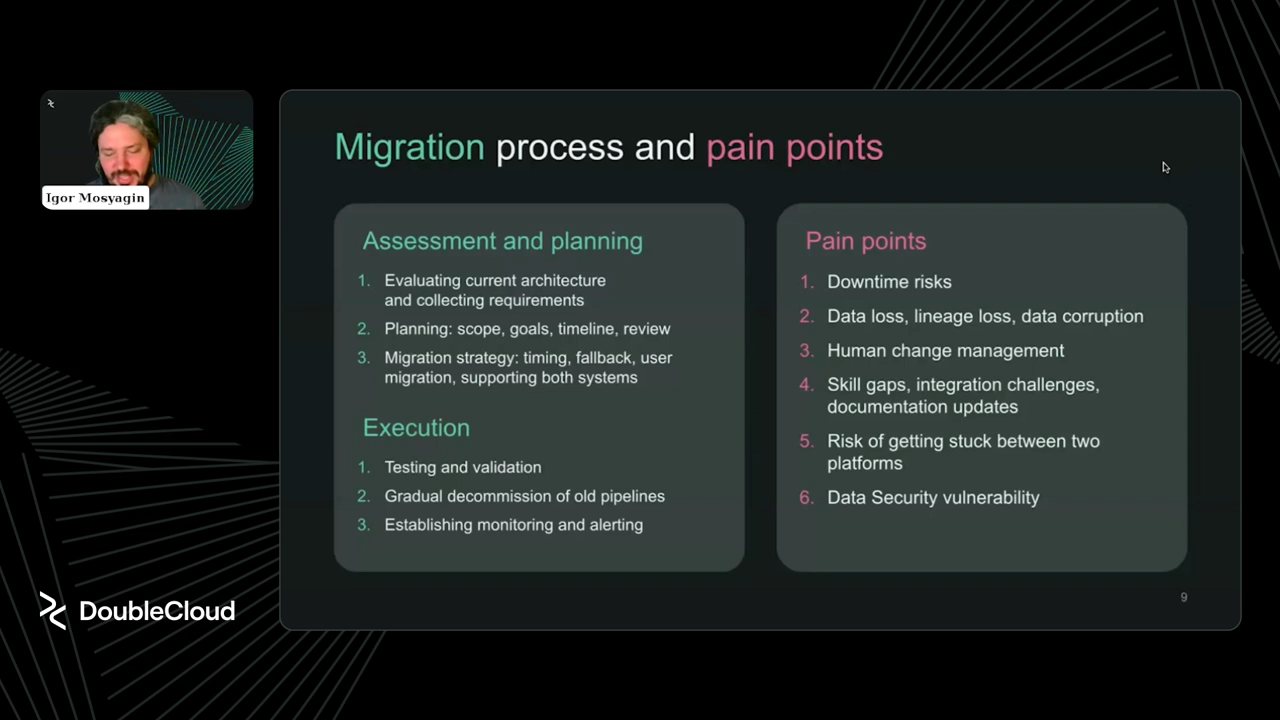 Igor Mosyagin
DoubleCloud
Migration process and pain points
Assessment and planning
1. Evaluating current architecture
and collecting requirements
2. Planning: scope, goals, timeline, review
3. Migration strategy: timing, fallback, user
migration, supporting both systems
Execution
1. Testing and validation
2. Gradual decommission of old pipelines
3. Establishing monitoring and alerting
Pain points
1. Downtime risks
2. Data loss, lineage loss, data corruption
3. Human change management
4. Skill gaps, integration challenges,
documentation updates
5. Risk of getting stuck between two
platforms
6. Data Security vulnerability
9